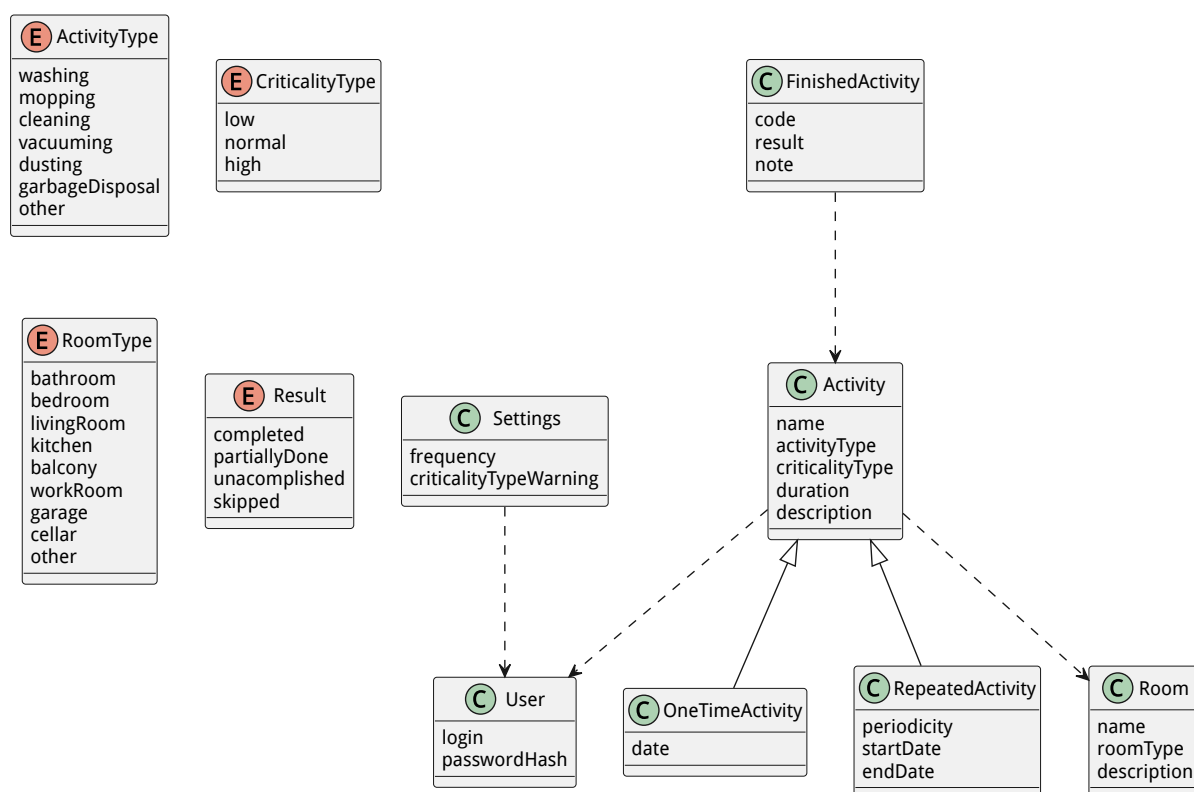 E ActivityType
washing
mopping
cleaning
vacuuming
dusting
garbageDisposal
other
E CriticalityType
low
normal
high
C FinishedActivity
code
result
note
E RoomType
bathroom
bedroom
livingRoom
kitchen
balcony
workRoom
garage
cellar
other
E Result
completed
partiallyDone
unacomplished
skipped
C Settings
frequency
criticalityTypeWarning
C Activity
name
activityType
criticalityType
duration
description
C User
login
passwordHash
C OneTimeActivity
date
C RepeatedActivity
periodicity
startDate
endDate
C Room
name
roomType
description